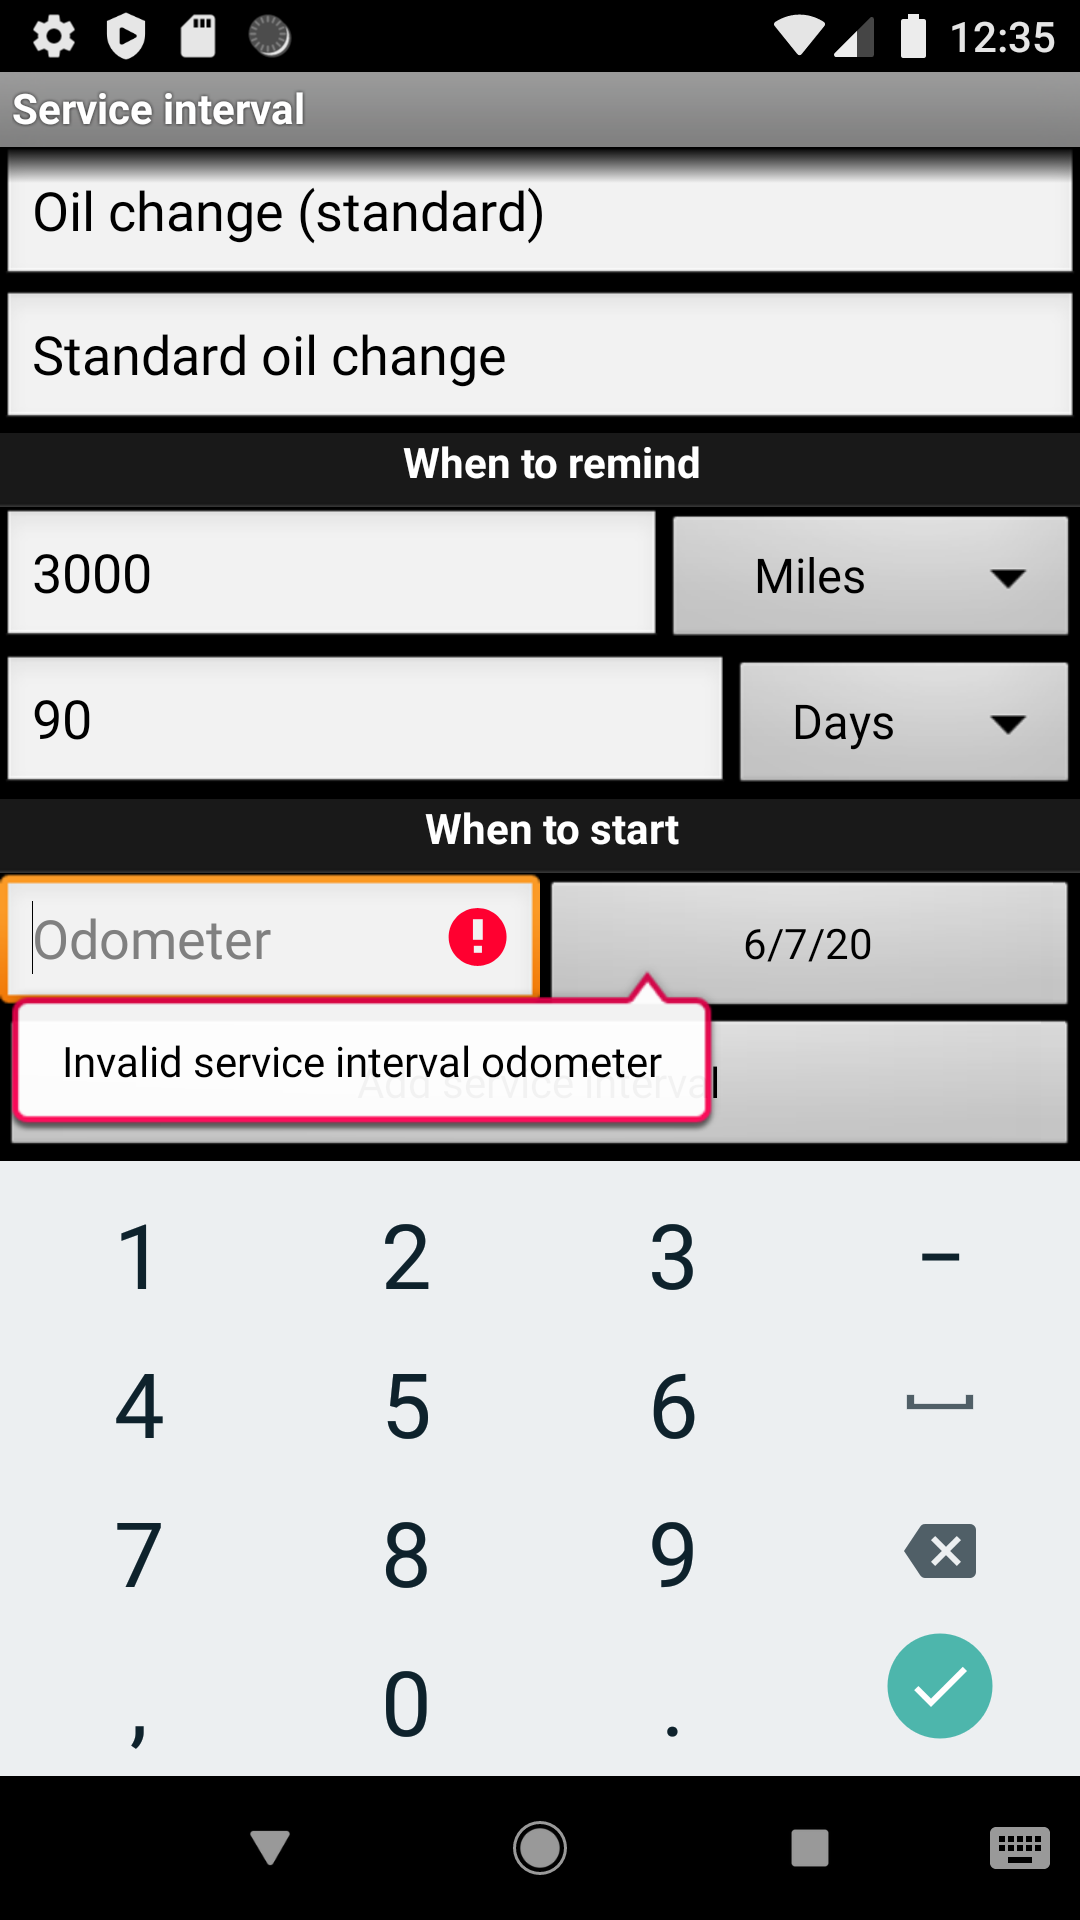 12:35
Service interval
Oil change (standard)
Standard oil change
When to remind
3000 Miles
90 Days
When to start
Odometer 6/7/20
Invalid service interval odometer
Add service interval
1 2 3 –
4 5 6
7 8 9
, 0 .